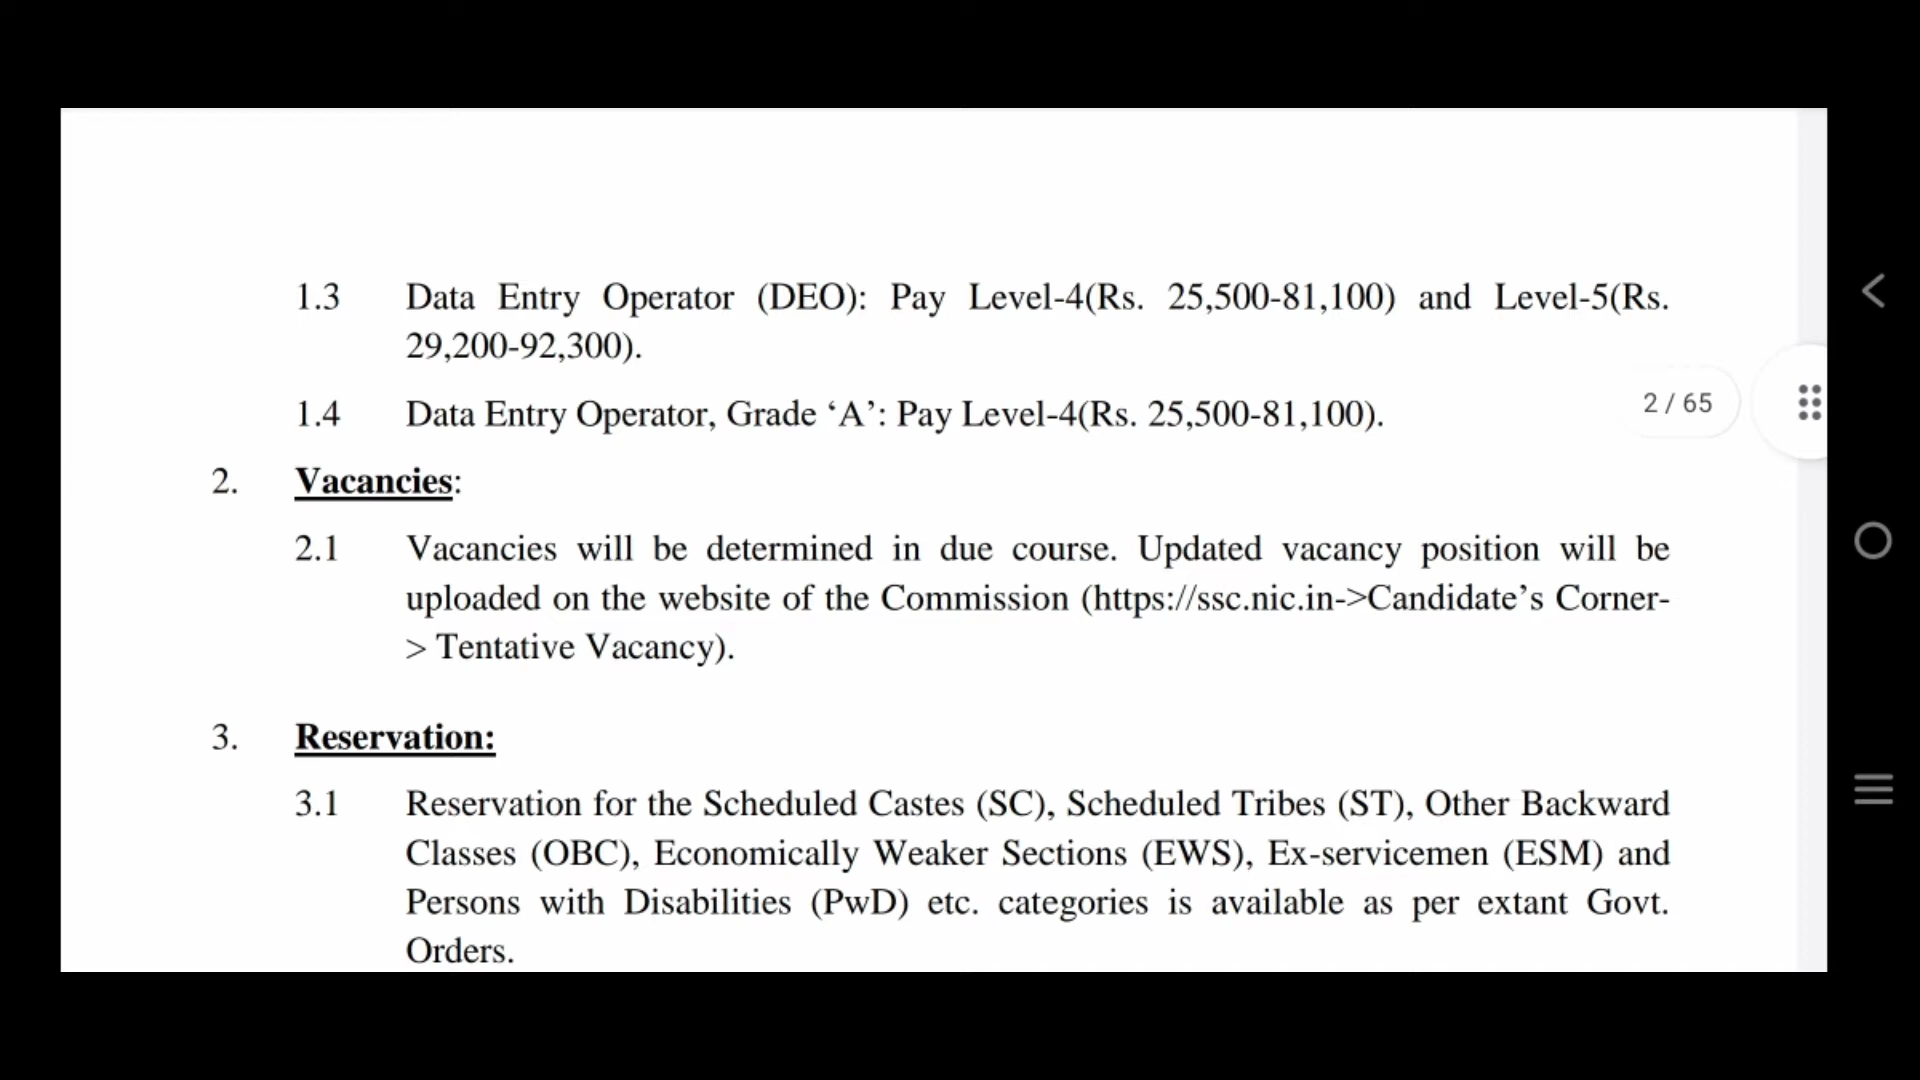 1.3 Data Entry Operator (DEO): Pay Level-4(Rs. 25,500-81,100) and Level-5(Rs.
29,200-92,300).
1.4 Data Entry Operator, Grade ‘A’: Pay Level-4(Rs. 25,500-81,100).
2 / 65
2. Vacancies:
2.1 Vacancies will be determined in due course. Updated vacancy position will be
uploaded on the website of the Commission (https://ssc.nic.in->Candidate’s Corner-
> Tentative Vacancy).
3. Reservation:
3.1 Reservation for the Scheduled Castes (SC), Scheduled Tribes (ST), Other Backward
Classes (OBC), Economically Weaker Sections (EWS), Ex-servicemen (ESM) and
Persons with Disabilities (PwD) etc. categories is available as per extant Govt.
Orders.